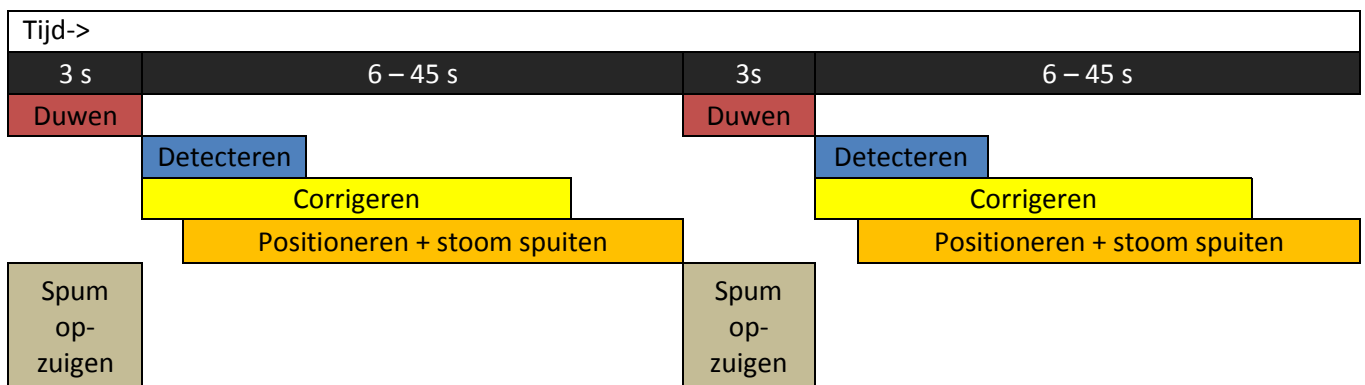 Tijd->
3 s 6 – 45 s 3s 6 – 45 s
Duwen Duwen
Detecteren Detecteren
Corrigeren Corrigeren
Positioneren + stoom spuiten Positioneren + stoom spuiten
Spum Spum
op- op-
zuigen zuigen